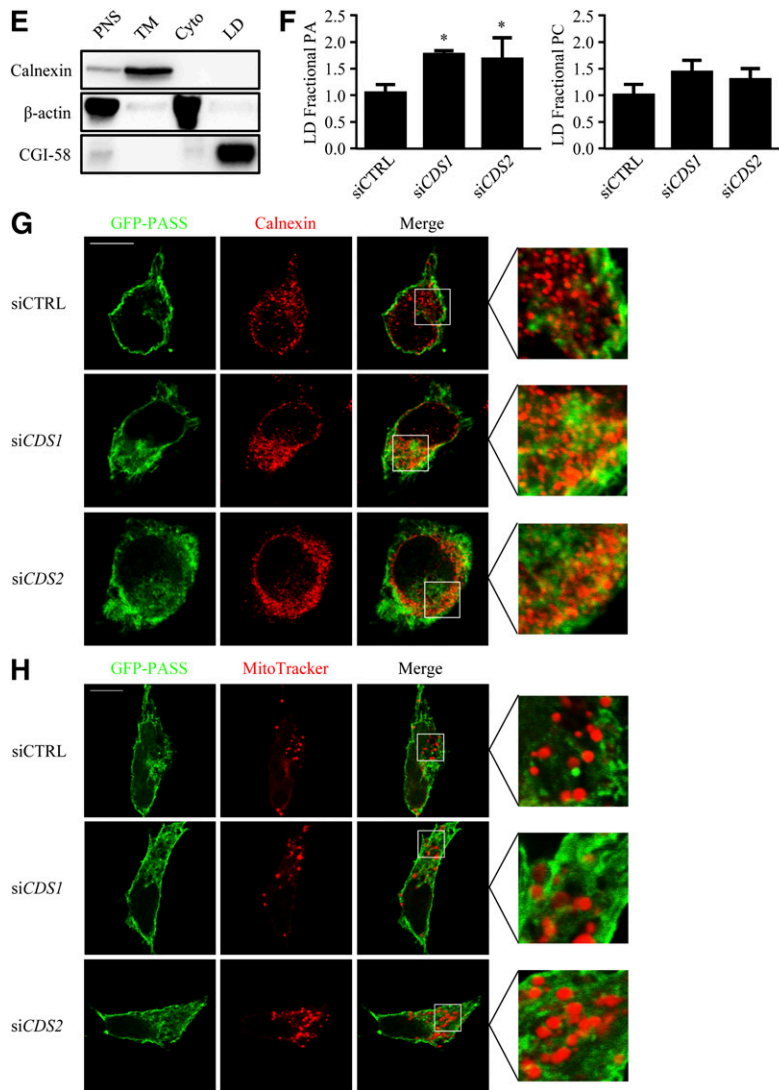 E
PNS TM Cyto LD
Calnexin
β-actin
CGI-58
F
LD Fractional PA
2.5
2.0
1.5
1.0
0.5
0.0
* *
siCTRL siCDS1 siCDS2
LD Fractional PC
2.5
2.0
1.5
1.0
0.5
0.0
siCTRL siCDS1 siCDS2
G
GFP-PASS Calnexin Merge
siCTRL
siCDS1
siCDS2
H
GFP-PASS MitoTracker Merge
siCTRL
siCDS1
siCDS2